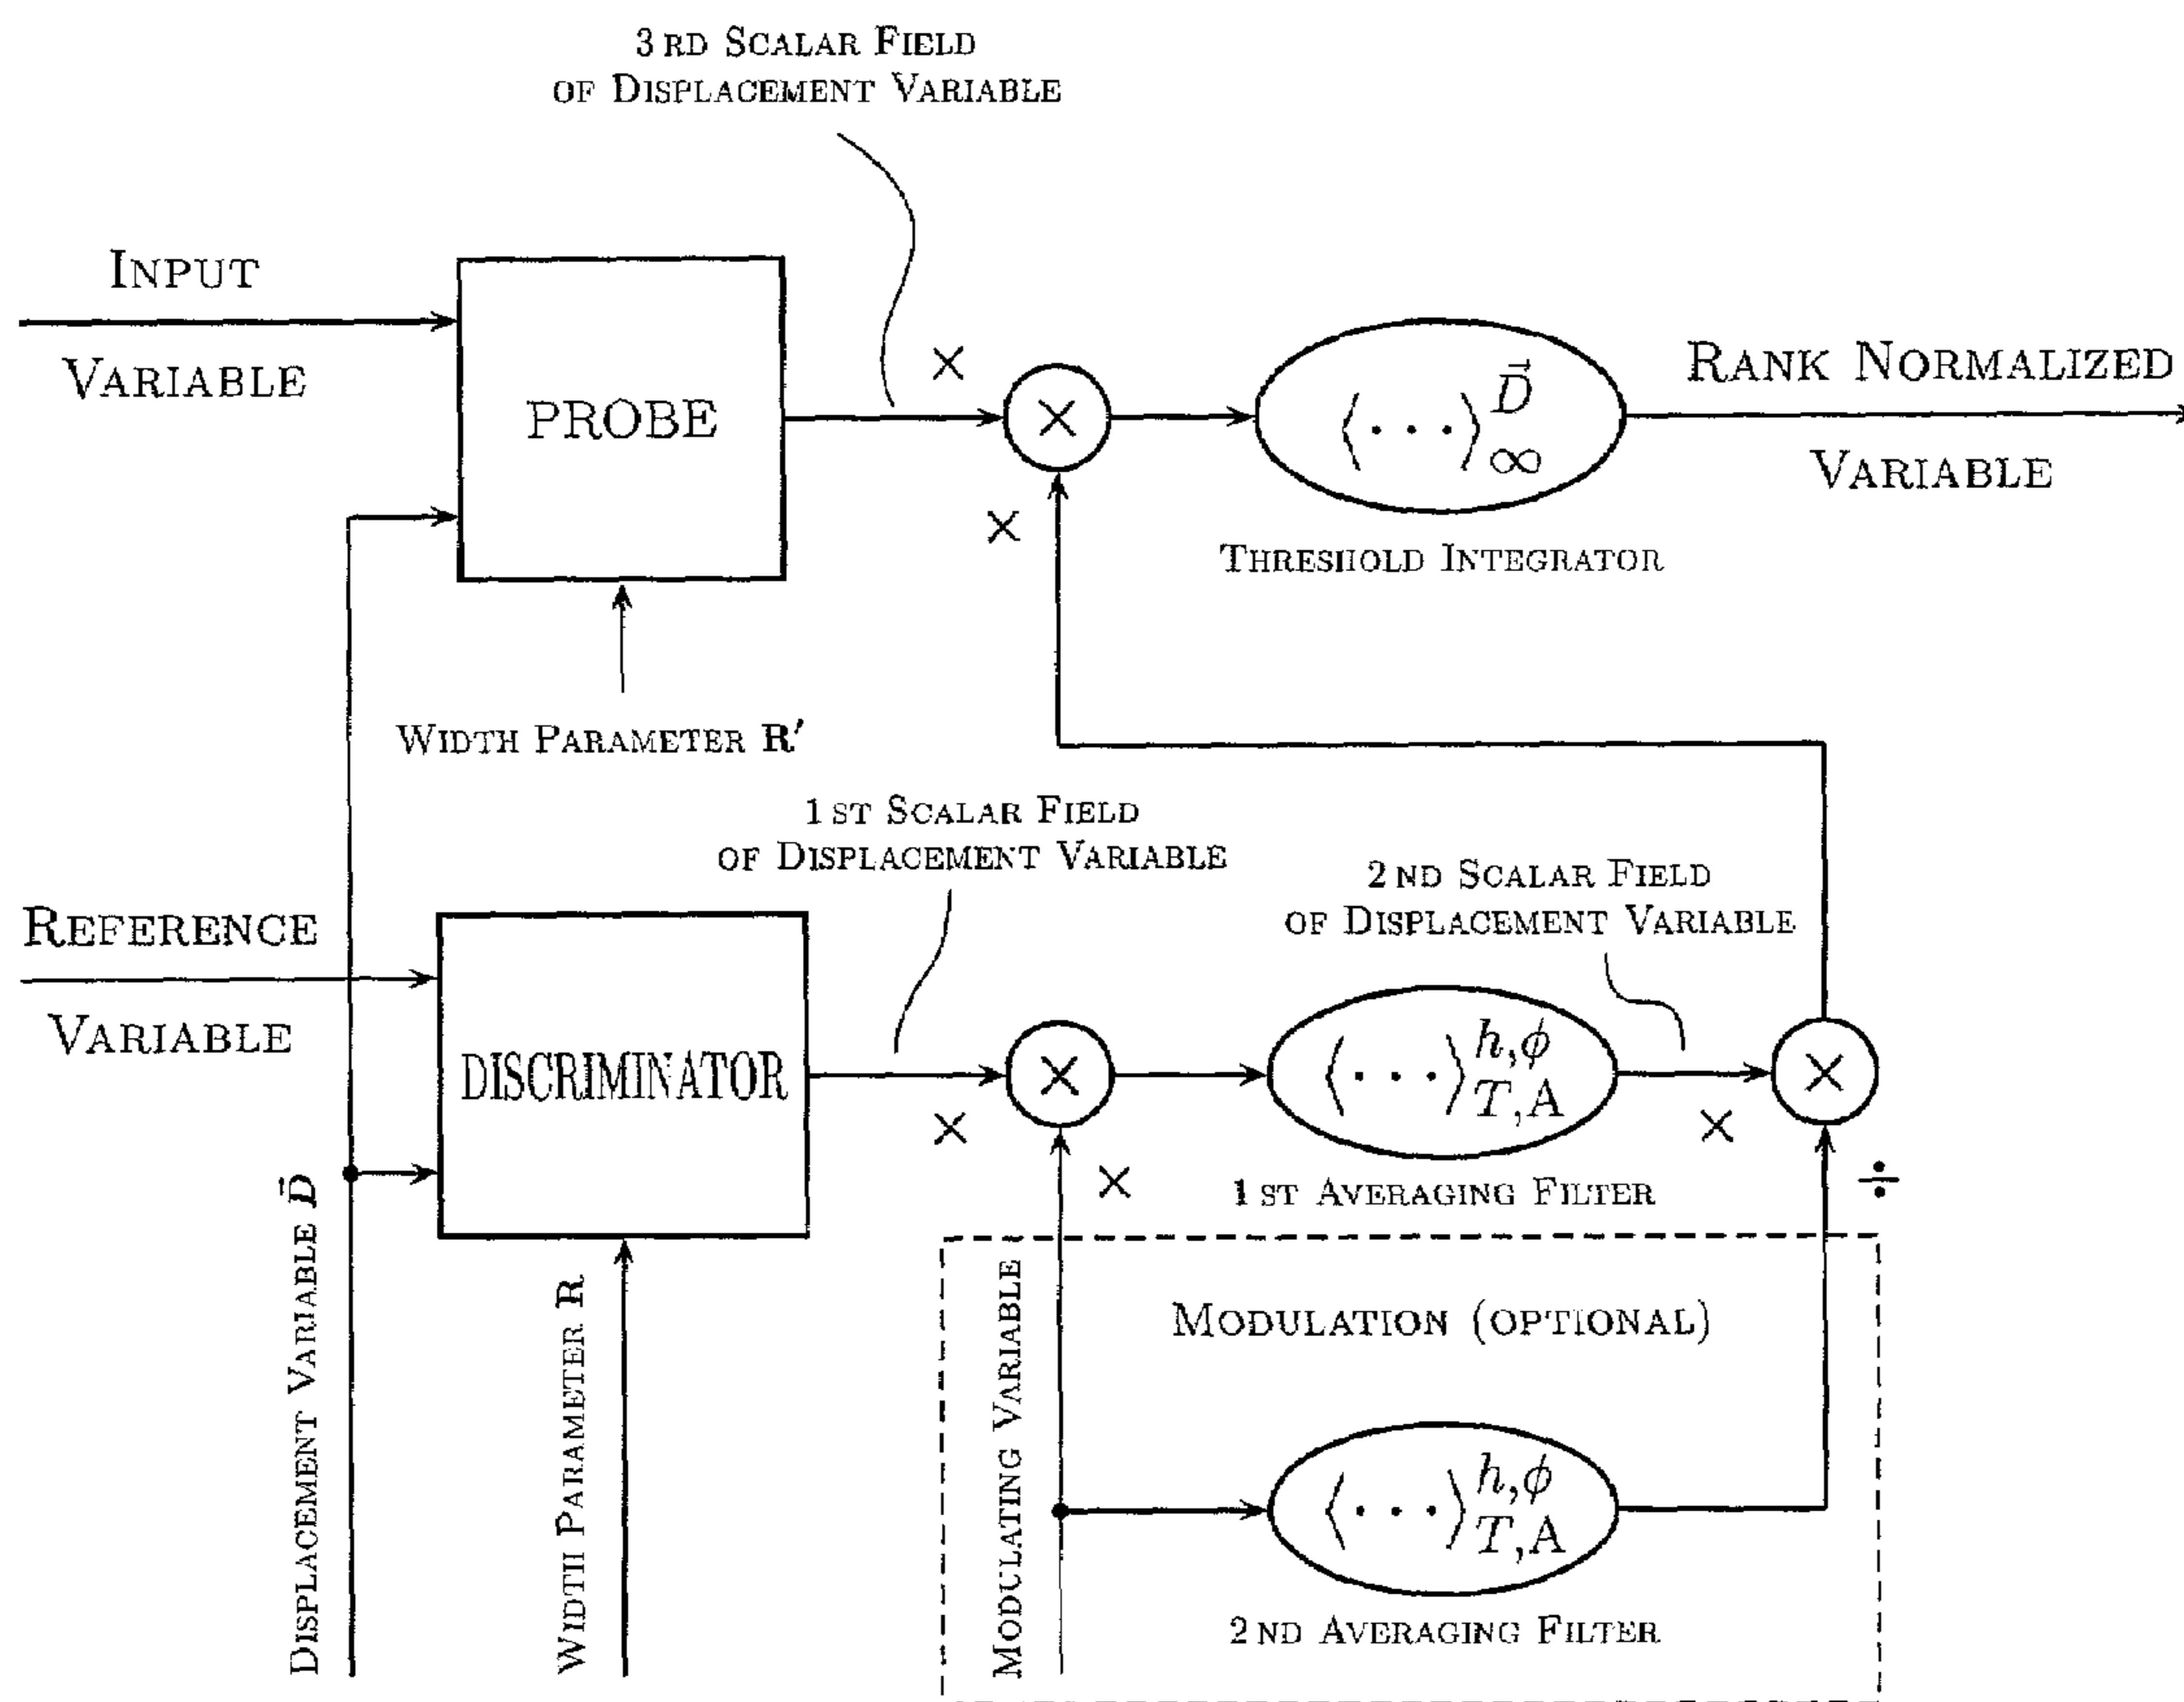 3 RD SCALAR FIELD
OF DISPLACEMENT VARIABLE
INPUT
VARIABLE
PROBE
×
×
×
⟨···⟩ D⃗ ∞
RANK NORMALIZED
VARIABLE
THRESHOLD INTEGRATOR
WIDTH PARAMETER R′
1 ST SCALAR FIELD
OF DISPLACEMENT VARIABLE
2 ND SCALAR FIELD
OF DISPLACEMENT VARIABLE
REFERENCE
VARIABLE
DISCRIMINATOR
×
×
×
⟨···⟩ h,ϕ T,A
×
×
÷
1 ST AVERAGING FILTER
DISPLACEMENT VARIABLE D⃗
WIDTH PARAMETER R
MODULATING VARIABLE
MODULATION (OPTIONAL)
⟨···⟩ h,ϕ T,A
2 ND AVERAGING FILTER